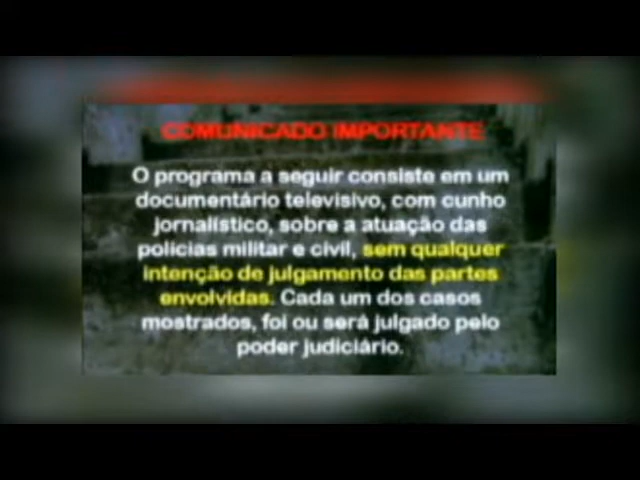 COMUNICADO IMPORTANTE
O programa a seguir consiste em um
documentário televisivo, com cunho
jornalístico, sobre a atuação das
polícias militar e civil, sem qualquer
intenção de julgamento das partes
envolvidas. Cada um dos casos
mostrados, foi ou será julgado pelo
poder judiciário.